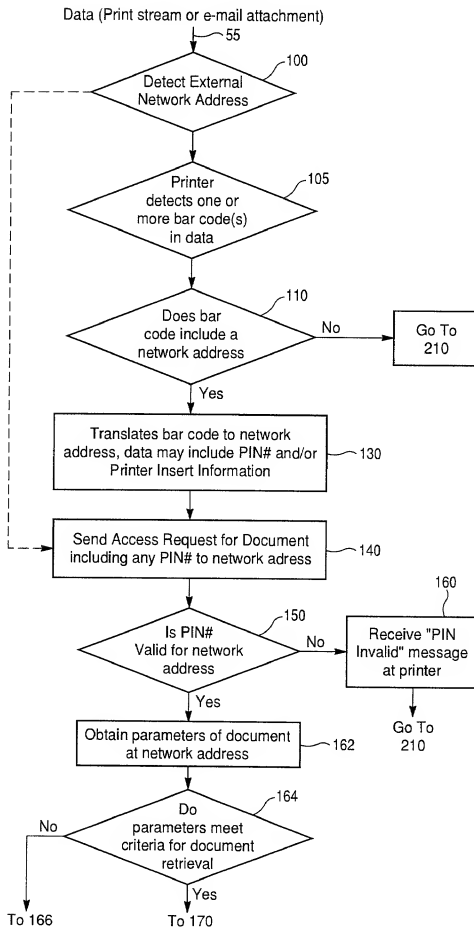 Data (Print stream or e-mail attachment)
55
100
Detect External
Network Address
105
Printer
detects one or
more bar code(s)
in data
110
Does bar
code include a
network address
No
Go To
210
Yes
Translates bar code to network
address, data may include PIN# and/or
Printer Insert Information
130
Send Access Request for Document
including any PIN# to network adress
140
150
Is PIN#
Valid for network
address
No
160
Receive "PIN
Invalid" message
at printer
Go To
210
Yes
Obtain parameters of document
at network address
162
164
Do
parameters meet
criteria for document
retrieval
No
Yes
To 166
To 170